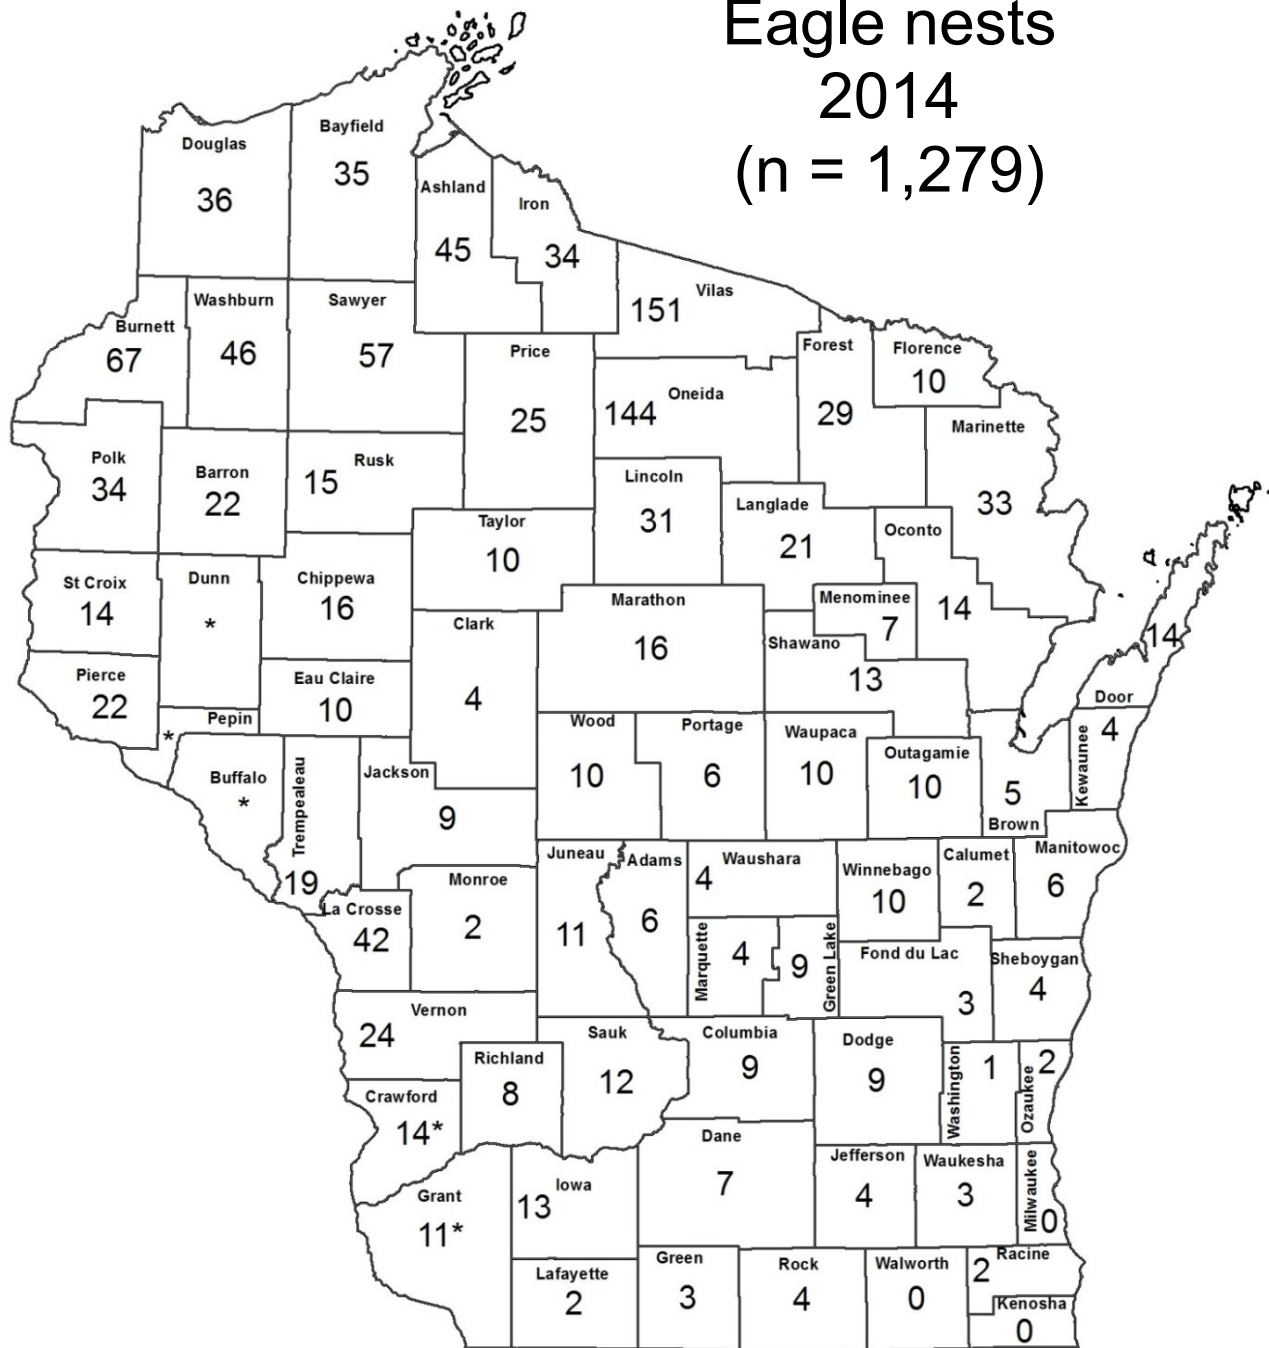 Eagle nests
2014
(n = 1,279)
Douglas
36
Bayfield
35
Ashland
45
Iron
34
Vilas
151
Burnett
67
Washburn
46
Sawyer
57
Price
25
Oneida
144
Forest
29
Florence
10
Marinette
33
Polk
34
Barron
22
Rusk
15
Lincoln
31
Langlade
21
Oconto
14
Taylor
10
St Croix
14
Dunn
*
Chippewa
16
Marathon
16
Menominee
7
Shawano
13
Clark
4
Pierce
22
Pepin
*
Eau Claire
10
Door
14
Kewaunee
4
Buffalo
*
Trempealeau
19
Jackson
9
Wood
10
Portage
6
Waupaca
10
Outagamie
10
Brown
5
La Crosse
42
Monroe
2
Juneau
11
Adams
6
Waushara
4
Winnebago
10
Calumet
2
Manitowoc
6
Marquette
4
Green Lake
9
Fond du Lac
3
Sheboygan
4
Vernon
24
Richland
8
Sauk
12
Columbia
9
Dodge
9
Washington
1
Ozaukee
2
Crawford
14*
Dane
7
Jefferson
4
Waukesha
3
Milwaukee
0
Grant
11*
Iowa
13
Lafayette
2
Green
3
Rock
4
Walworth
0
Racine
2
Kenosha
0